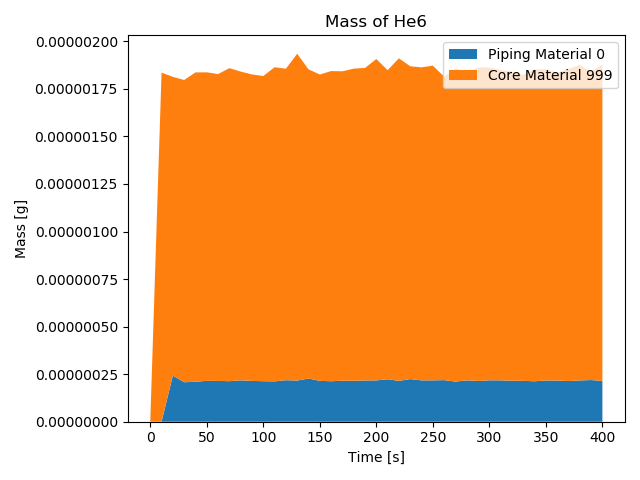 Mass of He6
Piping Material 0
Core Material 999
Mass [g]
0.00000200
0.00000175
0.00000150
0.00000125
0.00000100
0.00000075
0.00000050
0.00000025
0.00000000
0 50 100 150 200 250 300 350 400
Time [s]